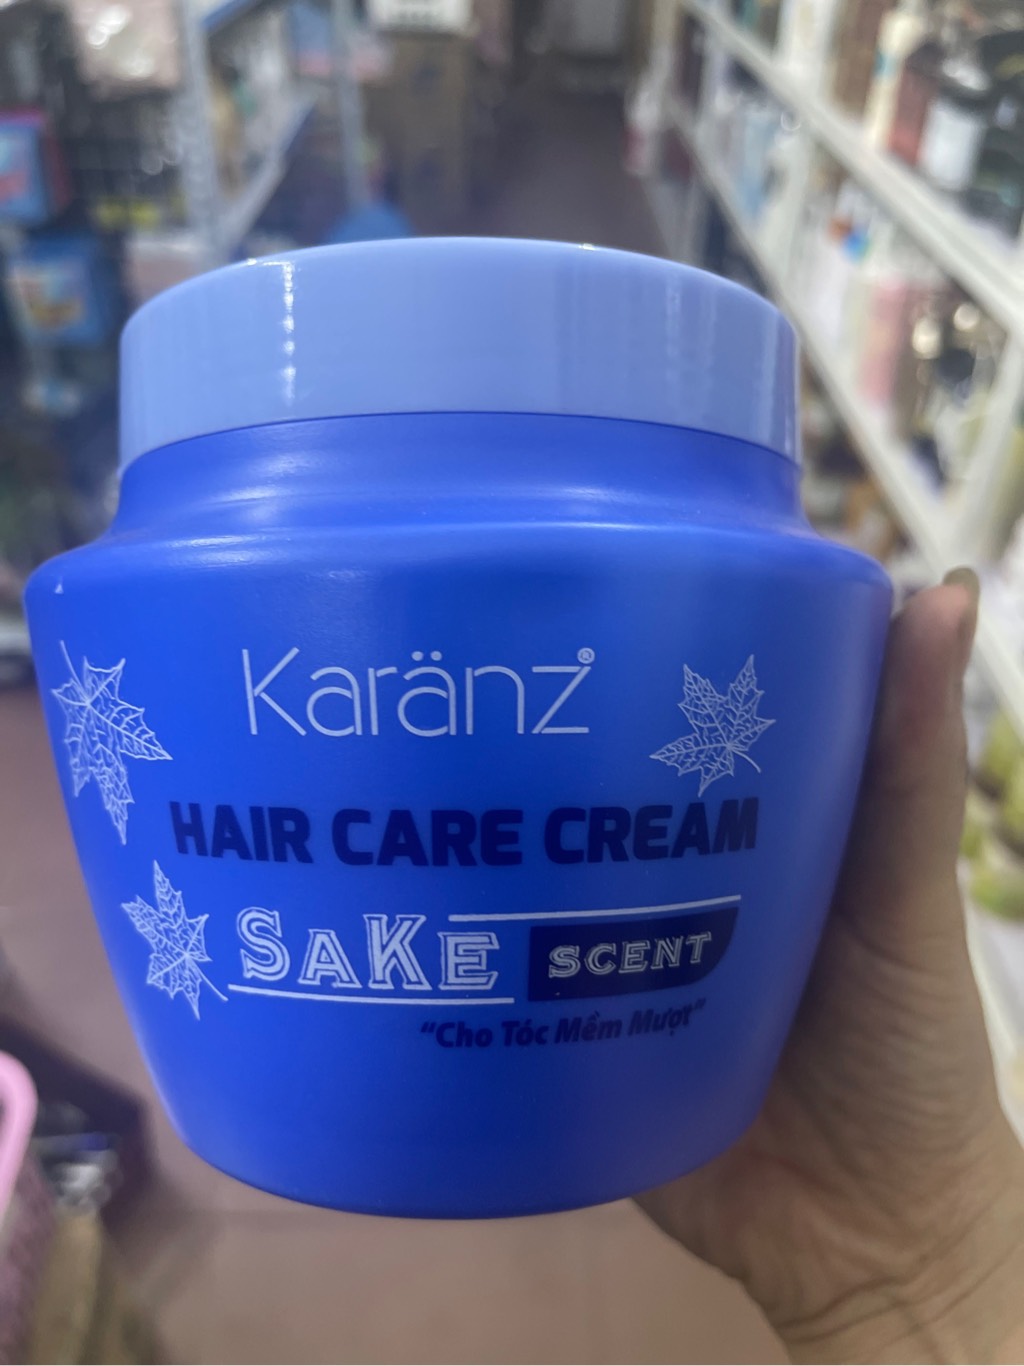 Karänz®
HAIR CARE CREAM
SAKE SCENT
"Cho Tóc Mềm Mượt"